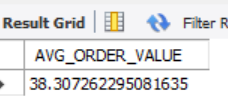 Result Grid Filter R
AVG_ORDER_VALUE
38.307262295081635